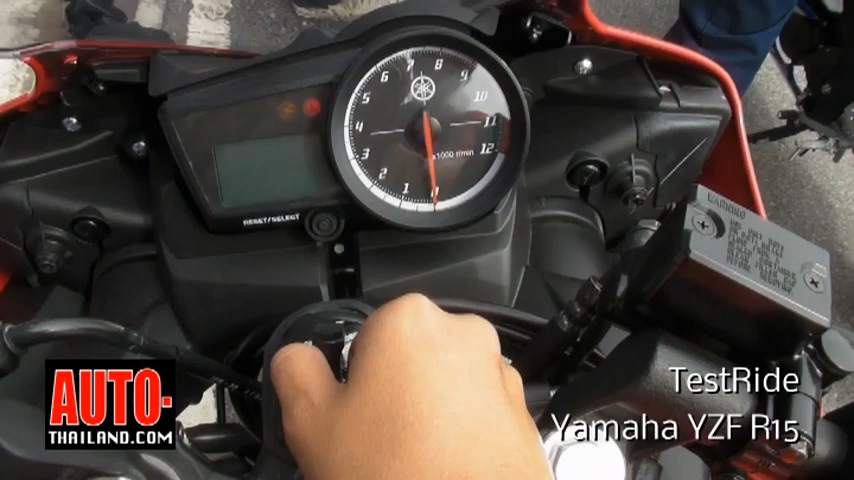 7 8
6 9
5 10
4 11
3 x1000 r/min 12
2
1 0
RESET/SELECT
WARNING
TestRide
Yamaha YZF R15
AUTO-
THAILAND.COM